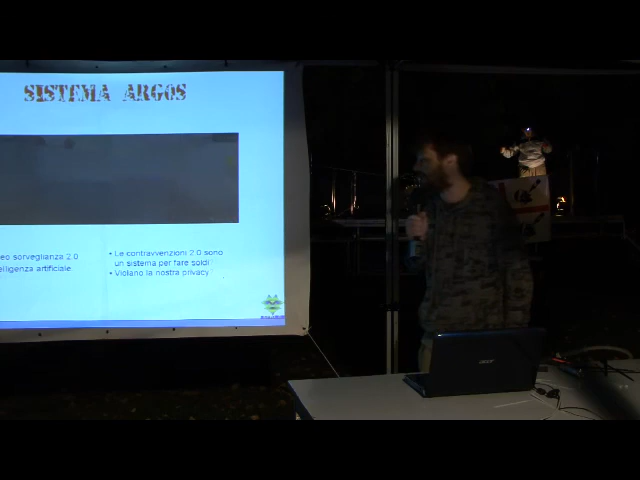 SISTEMA ARGOS
eo sorveglianza 2.0
elligenza artificiale
• Le contravvenzioni 2.0 sono
un sistema per fare soldi
• Violano la nostra privacy
acer